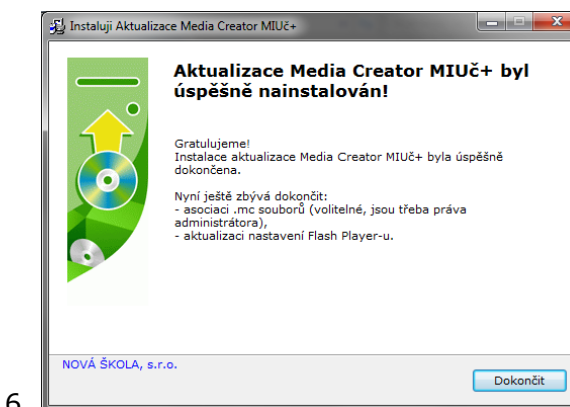 Instaluji Aktualizace Media Creator MIUč+
Aktualizace Media Creator MIUč+ byl
úspěšně nainstalován!
Gratulujeme!
Instalace aktualizace Media Creator MIUč+ byla úspěšně
dokončena.
Nyní ještě zbývá dokončit:
- asociaci .mc souborů (volitelné, jsou třeba práva
administrátora),
- aktualizaci nastavení Flash Player-u.
NOVÁ ŠKOLA, s.r.o.
Dokončit
6